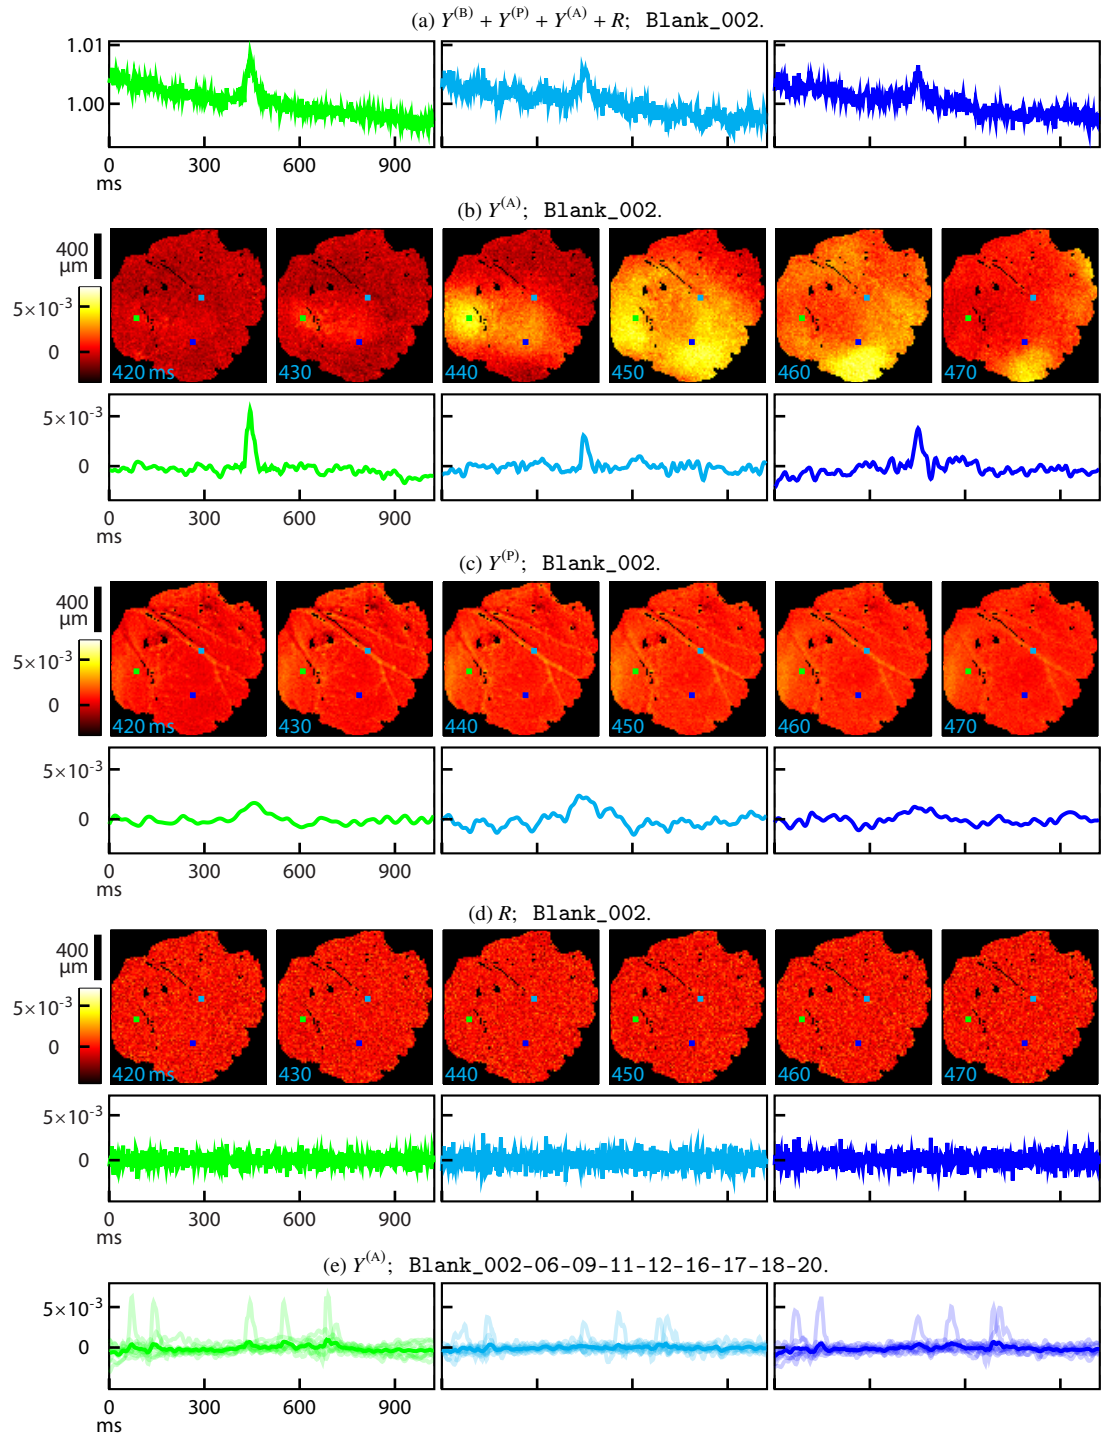 (a) Y(B) + Y(P) + Y(A) + R; Blank_002.
1.01
1.00
0 300 600 900
ms
(b) Y(A); Blank_002.
400
µm
5×10-3
0
420 ms 430 440 450 460 470
5×10-3
0
0 300 600 900
ms
(c) Y(P); Blank_002.
400
µm
5×10-3
0
420 ms 430 440 450 460 470
5×10-3
0
0 300 600 900
ms
(d) R; Blank_002.
400
µm
5×10-3
0
420 ms 430 440 450 460 470
5×10-3
0
0 300 600 900
ms
(e) Y(A); Blank_002-06-09-11-12-16-17-18-20.
5×10-3
0
0 300 600 900
ms